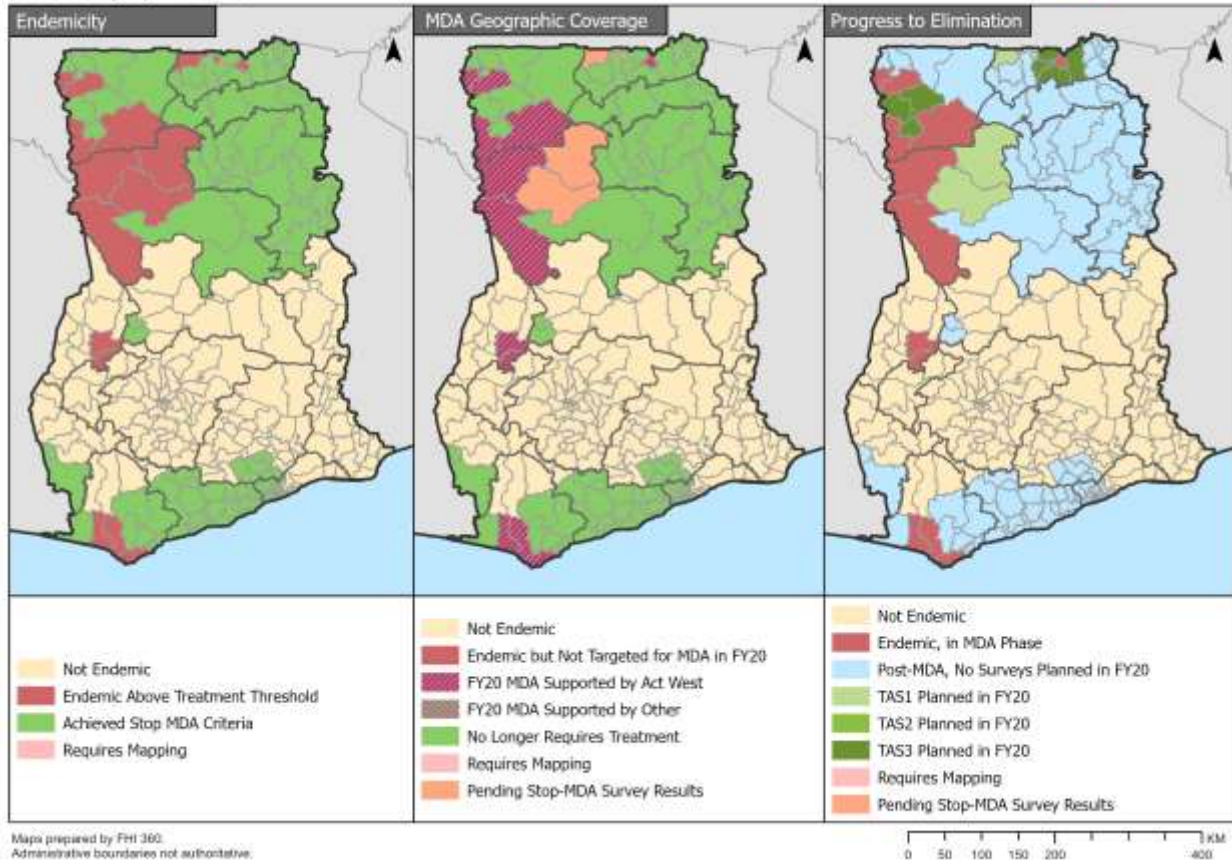 Endemicity
MDA Geographic Coverage
Progress to Elimination
Not Endemic
Endemic Above Treatment Threshold
Achieved Stop MDA Criteria
Requires Mapping
Not Endemic
Endemic but Not Targeted for MDA in FY20
FY20 MDA Supported by Act West
FY20 MDA Supported by Other
No Longer Requires Treatment
Requires Mapping
Pending Stop-MDA Survey Results
Not Endemic
Endemic, in MDA Phase
Post-MDA, No Surveys Planned in FY20
TAS1 Planned in FY20
TAS2 Planned in FY20
TAS3 Planned in FY20
Requires Mapping
Pending Stop-MDA Survey Results
Maps prepared by FHI 360.
Administrative boundaries not authoritative.
KM
0 50 100 150 200 400